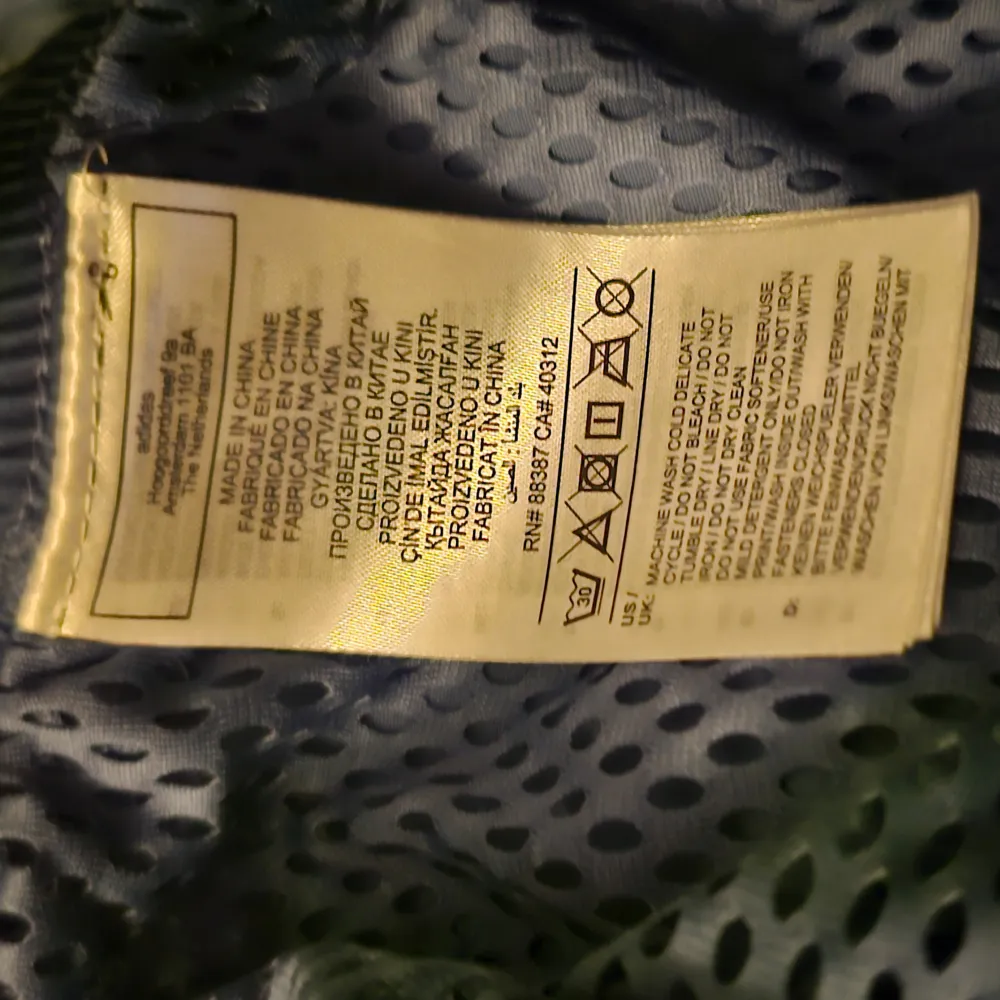 adidas
Hoogoorddreef 9a
Amsterdam 1101 BA
The Netherlands
MADE IN CHINA
FABRIQUÉ EN CHINE
FABRICADO EN CHINA
FABRICADO NA CHINA
GYÁRTVA: KÍNA
ПРОИЗВЕДЕНО В КИТАЙ
СДЕЛАНО В КИТАЕ
PROIZVEDENO U KINI
ÇİN'DE İMAL EDİLMİŞTİR.
ҚЫТАЙДА ЖАСАЛҒАН
PROIZVEDENO U KINI
FABRICAT ÎN CHINA
بلد المنشأ : الصين
RN# 88387 CA# 40312
30
US /
UK: MACHINE WASH COLD DELICATE
CYCLE / DO NOT BLEACH / DO NOT
TUMBLE DRY / LINE DRY / DO NOT
IRON / DO NOT DRY CLEAN
DO NOT USE FABRIC SOFTENER/USE
MILD DETERGENT ONLY/DO NOT IRON
PRINT/WASH INSIDE OUT/WASH WITH
FASTENERS CLOSED
D: KEINEN WEICHSPUELER VERWENDEN/
BITTE FEINWASCHMITTEL
VERWENDEN/DRUCK NICHT BUEGELN/
WASCHEN VON LINKS/WASCHEN MIT